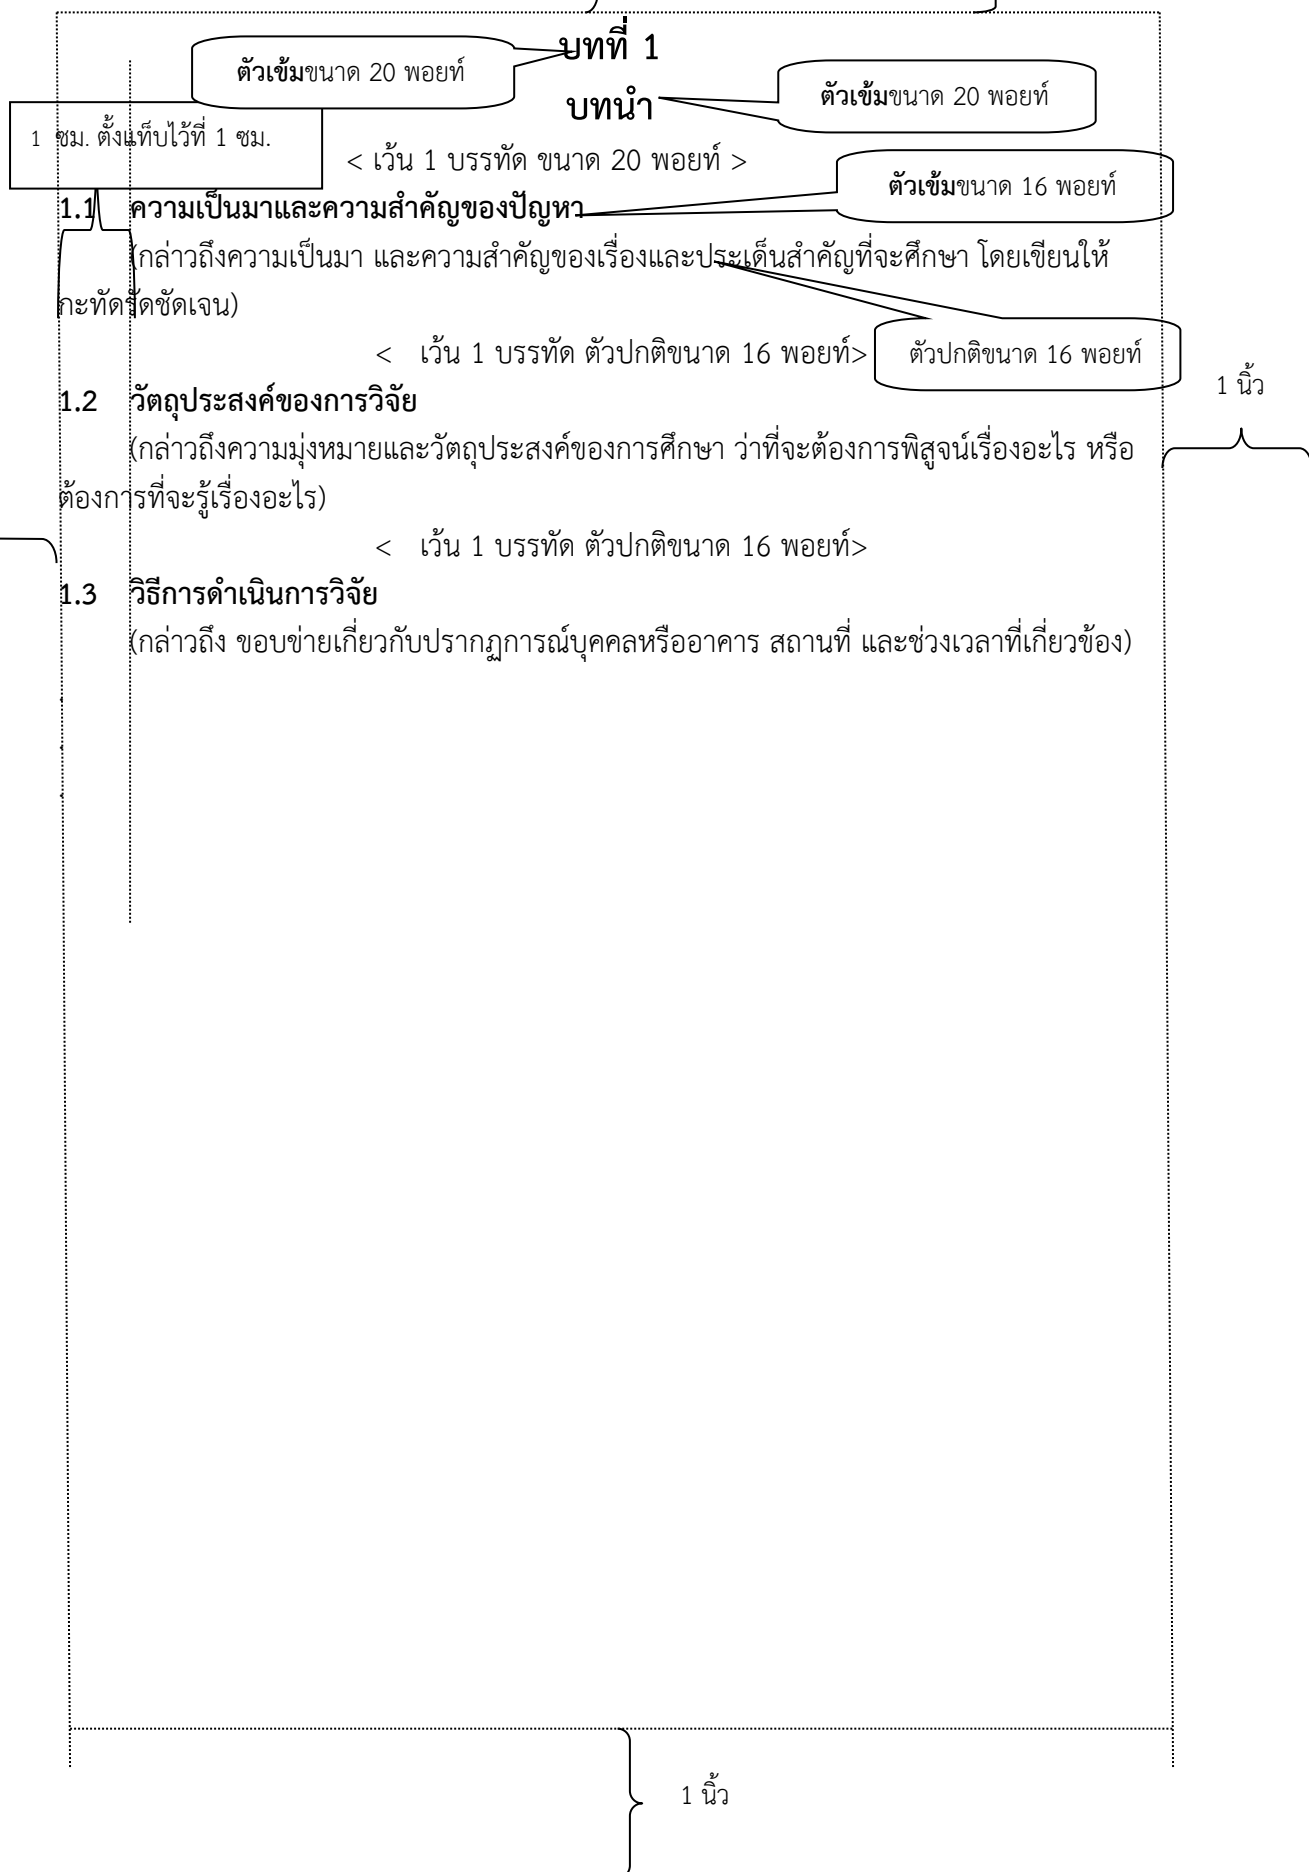 บทที่ 1
ตัวเข้มขนาด 20 พอยท์
บทนำ
ตัวเข้มขนาด 20 พอยท์
1 ซม. ตั้งแท็บไว้ที่ 1 ซม.
< เว้น 1 บรรทัด ขนาด 20 พอยท์ >
ตัวเข้มขนาด 16 พอยท์
1.1 ความเป็นมาและความสำคัญของปัญหา
(กล่าวถึงความเป็นมา และความสำคัญของเรื่องและประเด็นสำคัญที่จะศึกษา โดยเขียนให้
กะทัดรัดชัดเจน)
< เว้น 1 บรรทัด ตัวปกติขนาด 16 พอยท์>
ตัวปกติขนาด 16 พอยท์
1 นิ้ว
1.2 วัตถุประสงค์ของการวิจัย
(กล่าวถึงความมุ่งหมายและวัตถุประสงค์ของการศึกษา ว่าที่จะต้องการพิสูจน์เรื่องอะไร หรือ
ต้องการที่จะรู้เรื่องอะไร)
< เว้น 1 บรรทัด ตัวปกติขนาด 16 พอยท์>
1.3 วิธีการดำเนินการวิจัย
(กล่าวถึง ขอบข่ายเกี่ยวกับปรากฏการณ์บุคคลหรืออาคาร สถานที่ และช่วงเวลาที่เกี่ยวข้อง)
.
.
.
1 นิ้ว